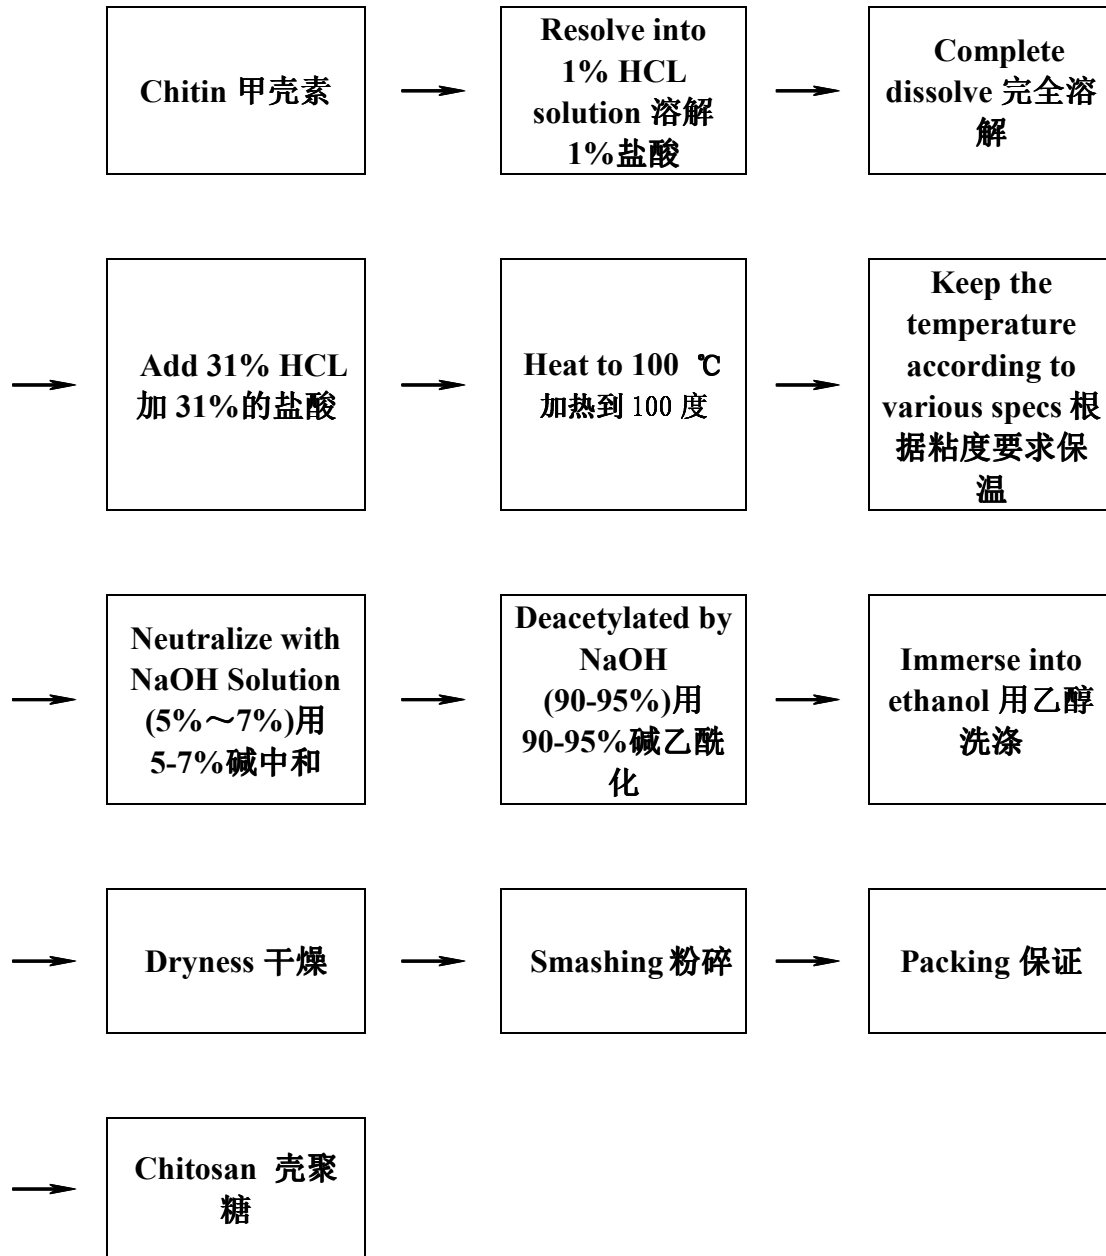 Chitin 甲壳素
Resolve into
1% HCL
solution 溶解
1%盐酸
Complete
dissolve 完全溶
解
Add 31% HCL
加 31%的盐酸
Heat to 100 ℃
加热到 100 度
Keep the
temperature
according to
various specs 根
据粘度要求保
温
Neutralize with
NaOH Solution
(5%～7%)用
5-7%碱中和
Deacetylated by
NaOH
(90-95%)用
90-95%碱乙酰
化
Immerse into
ethanol 用乙醇
洗涤
Dryness 干燥
Smashing 粉碎
Packing 保证
Chitosan 壳聚
糖